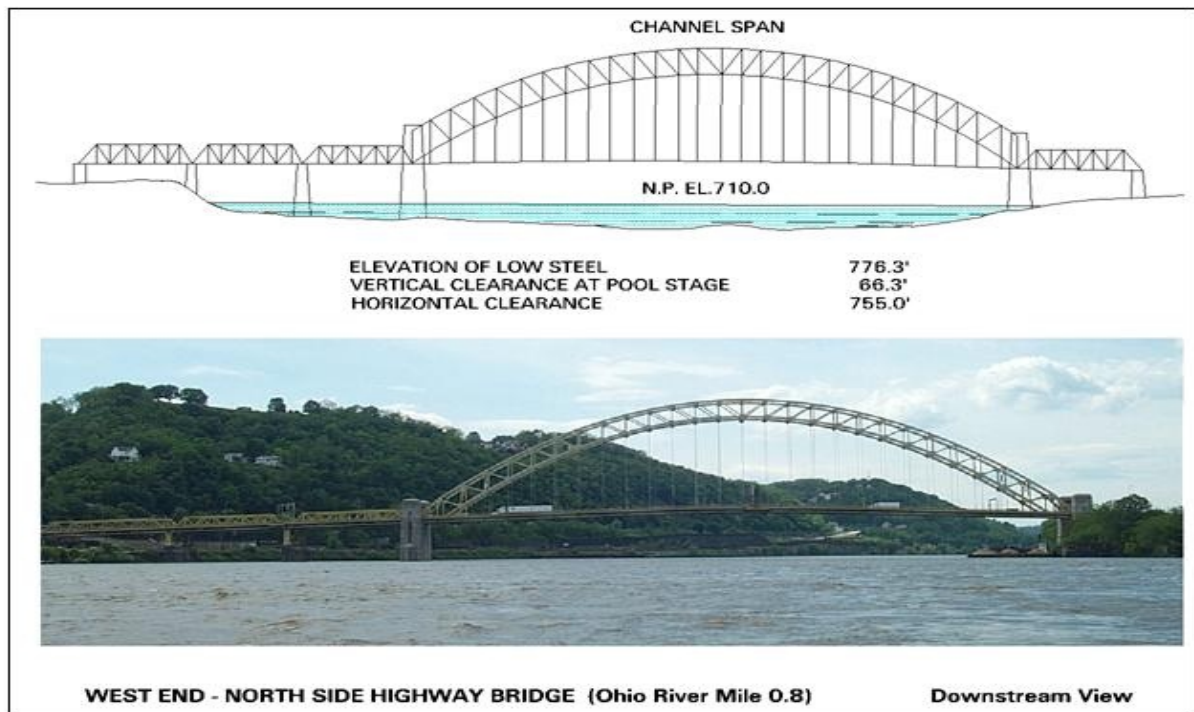 CHANNEL SPAN
N.P. EL.710.0
ELEVATION OF LOW STEEL 776.3'
VERTICAL CLEARANCE AT POOL STAGE 66.3'
HORIZONTAL CLEARANCE 755.0'
WEST END - NORTH SIDE HIGHWAY BRIDGE (Ohio River Mile 0.8) Downstream View